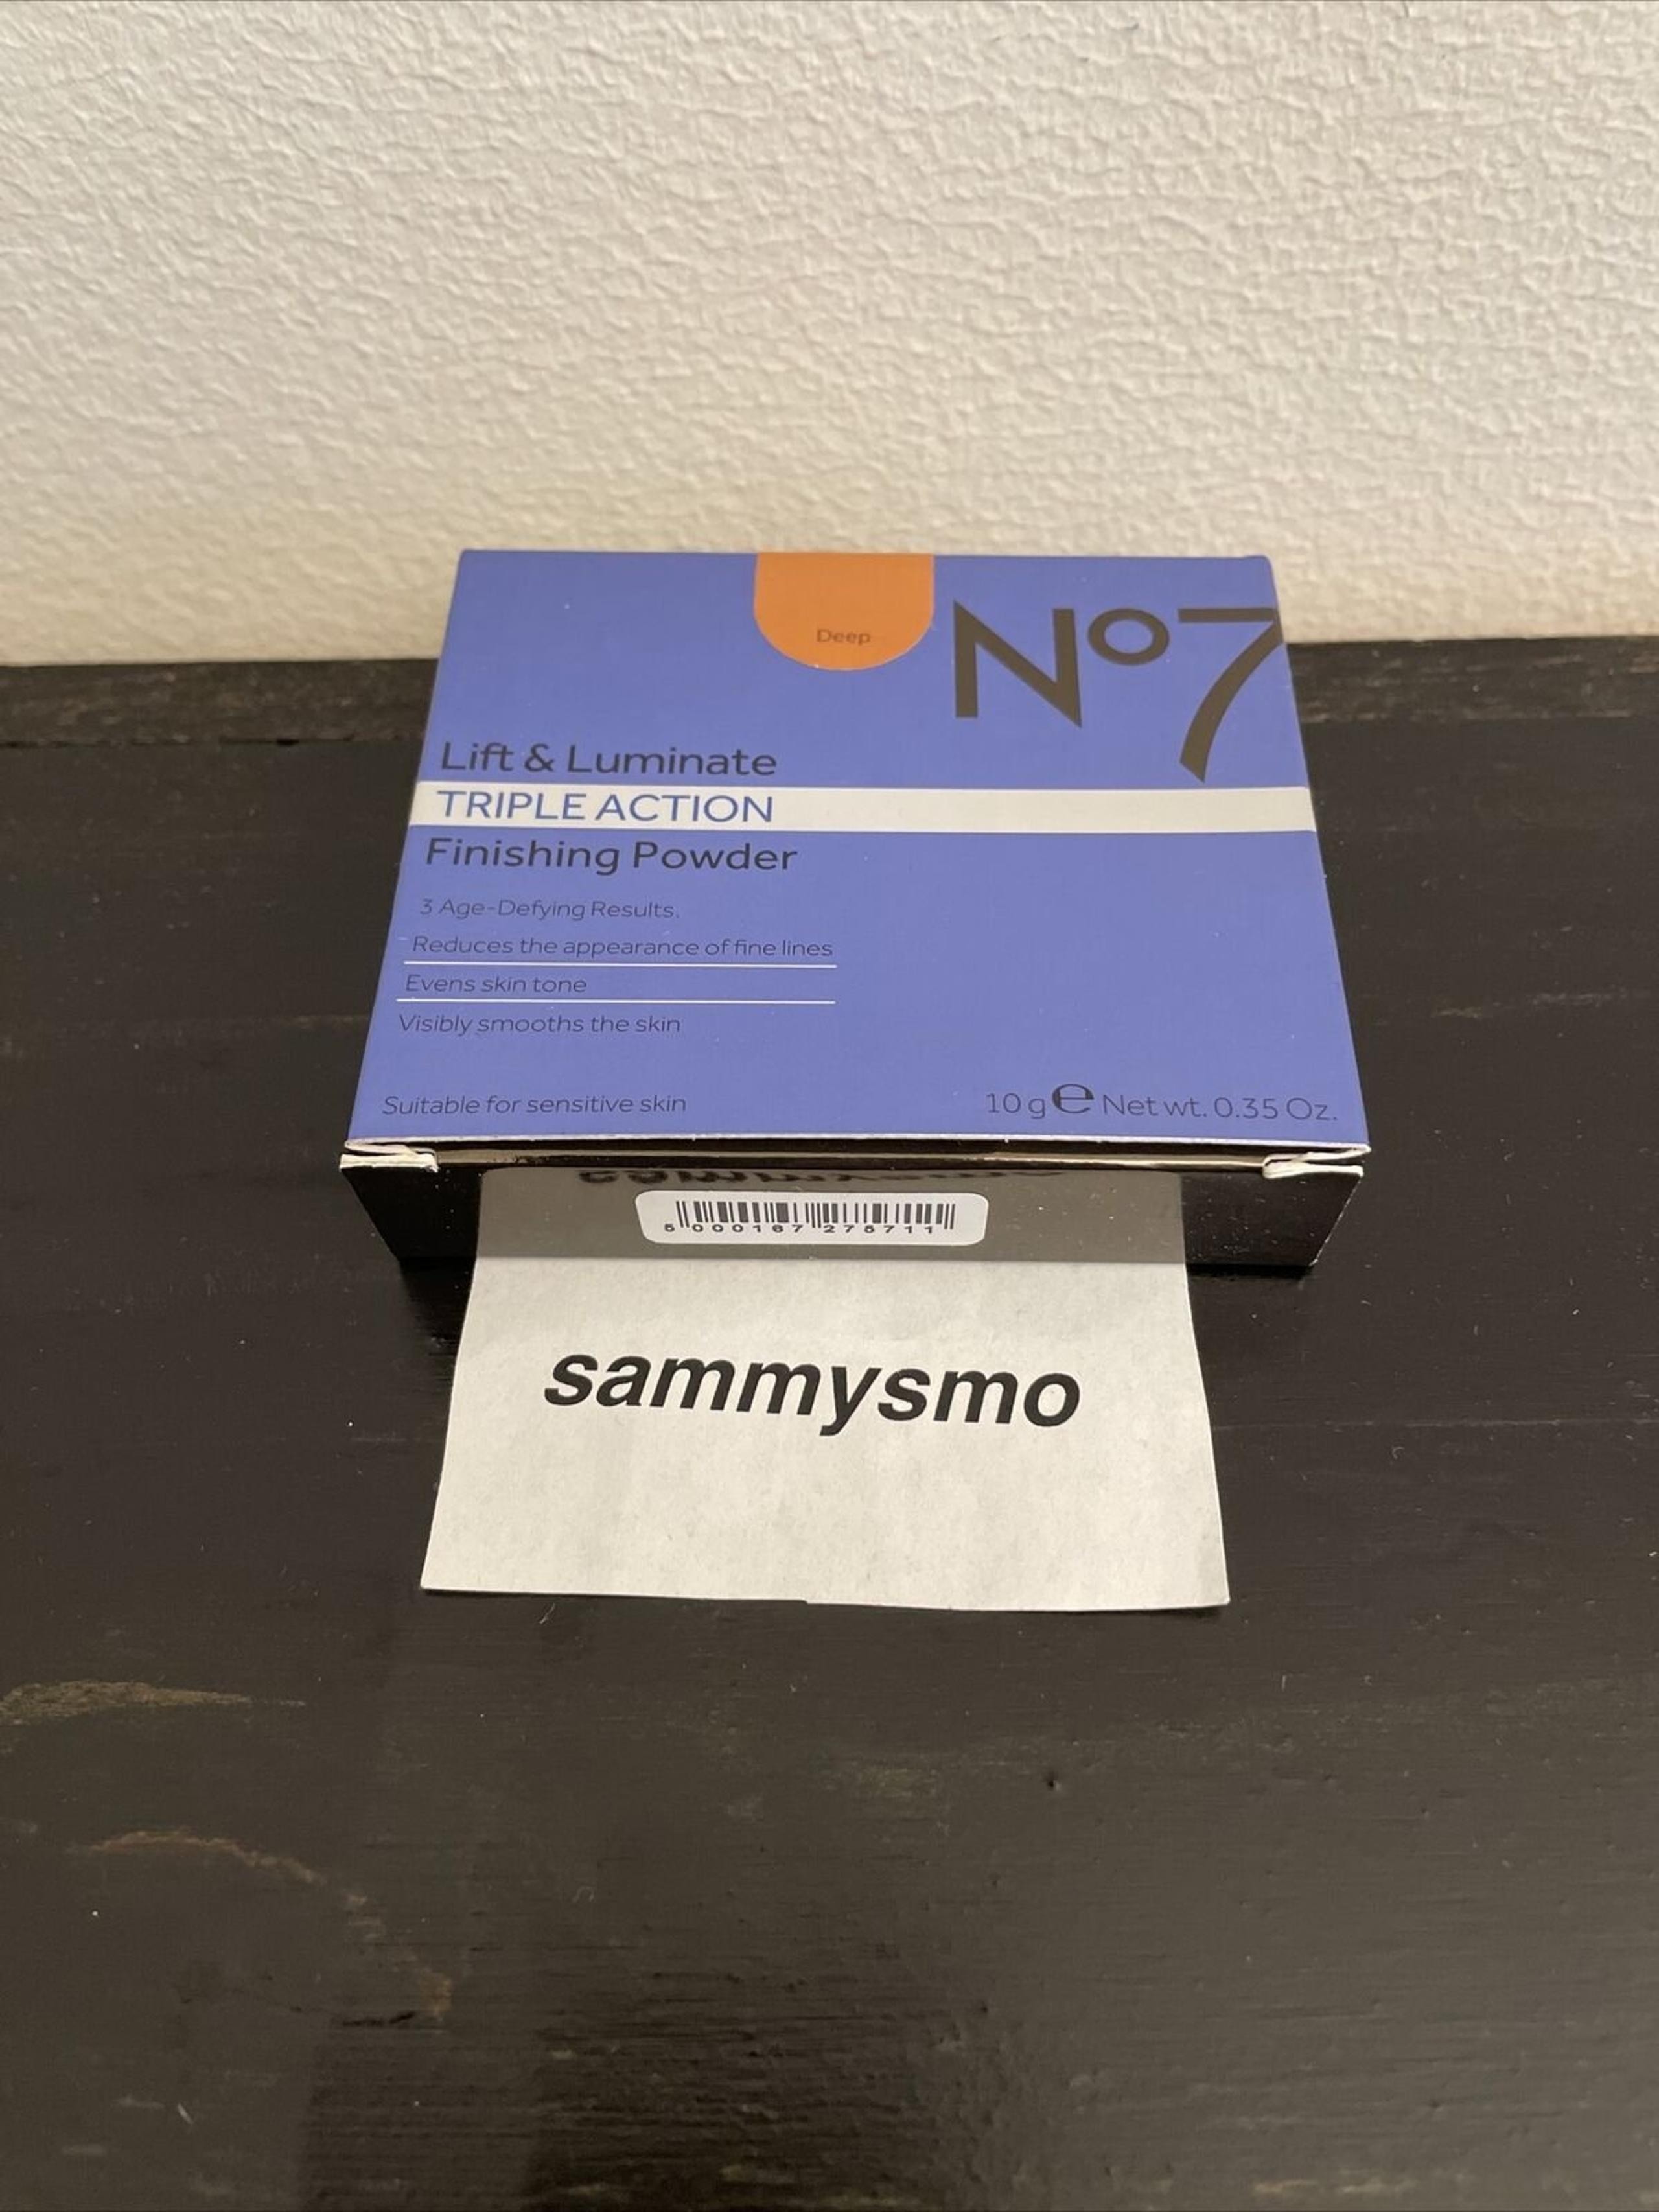 Deep
No7
Lift & Luminate
TRIPLE ACTION
Finishing Powder
3 Age-Defying Results.
Reduces the appearance of fine lines
Evens skin tone
Visibly smooths the skin
Suitable for sensitive skin
10 g e Net wt. 0.35 Oz.
5 000167 275711
sammysmo